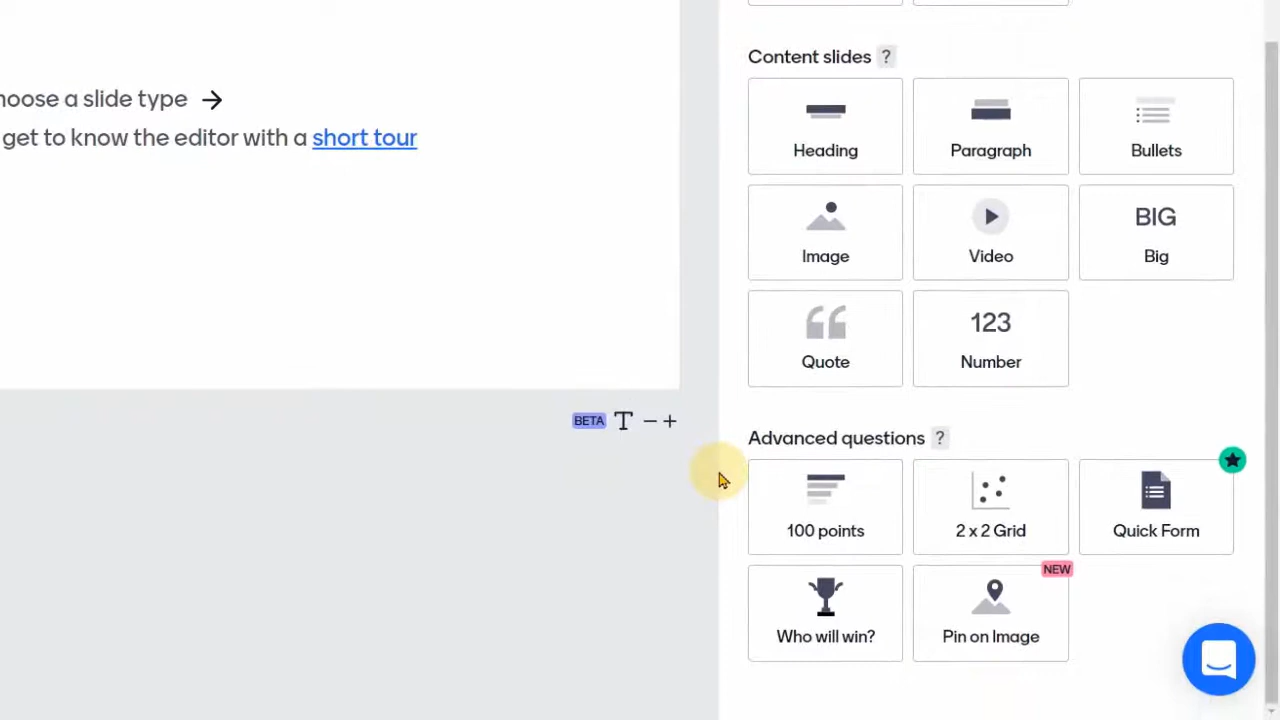 hoose a slide type
get to know the editor with a short tour
BETA T
Content slides ?
Heading
Paragraph
Bullets
Image
Video
BIG
Big
Quote
123
Number
Advanced questions ?
100 points
2 x 2 Grid
Quick Form
NEW
Who will win?
Pin on Image